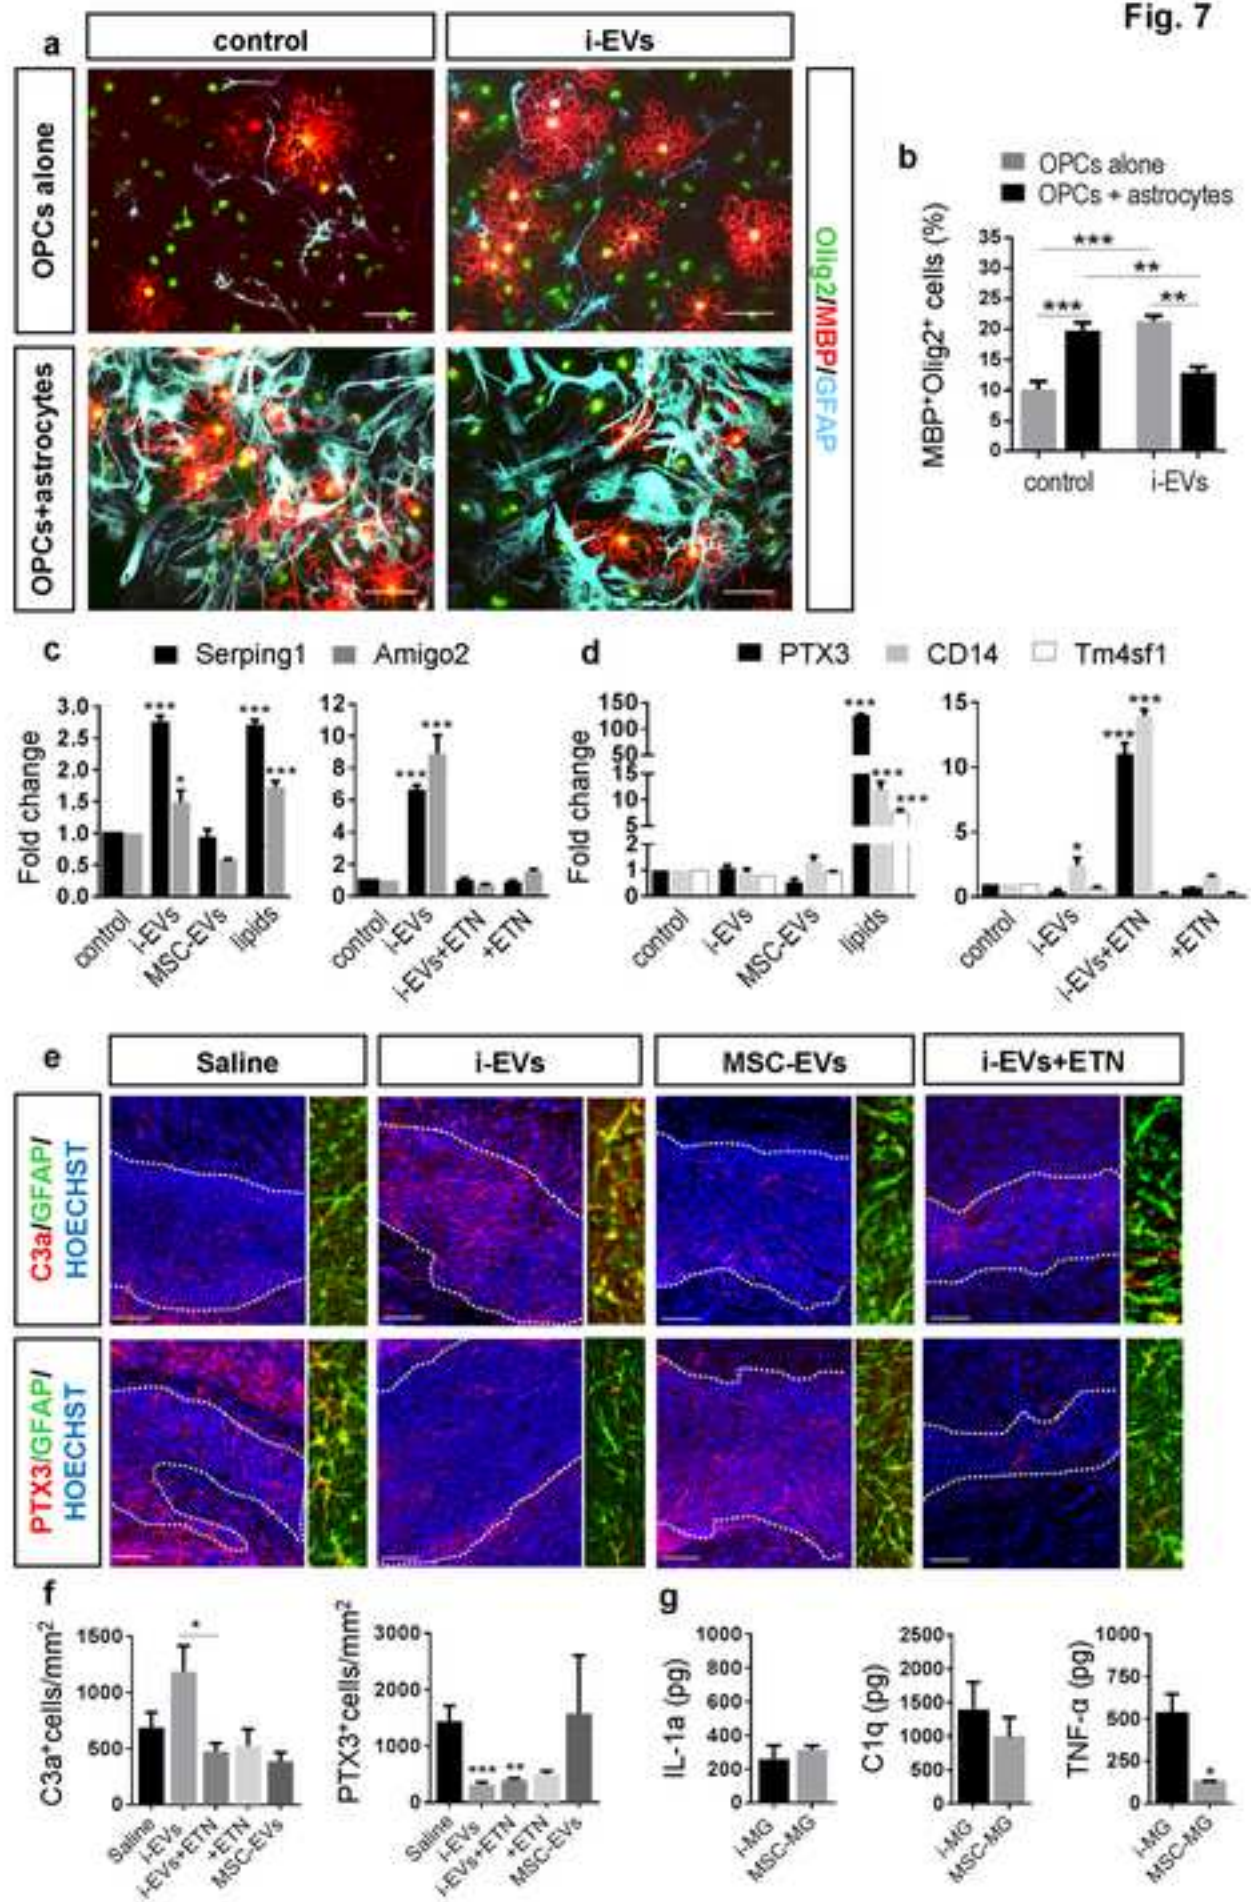 Fig. 7
a
control
i-EVs
OPCs alone
OPCs+astrocytes
Olig2/MBP/GFAP
b
OPCs alone
OPCs + astrocytes
MBP⁺Olig2⁺ cells (%)
35
30
25
20
15
10
5
0
***
**
***
**
control
i-EVs
c
Serping1
Amigo2
Fold change
3.0
2.5
2.0
1.5
1.0
0.5
0.0
***
*
***
***
control
i-EVs
MSC-EVs
lipids
12
10
8
6
4
2
0
***
***
control
i-EVs
i-EVs+ETN
+ETN
d
PTX3
CD14
Tm4sf1
Fold change
150
100
50
15
10
5
2
1
0
*
***
***
***
control
i-EVs
MSC-EVs
lipids
15
10
5
0
*
***
***
control
i-EVs
i-EVs+ETN
+ETN
e
Saline
i-EVs
MSC-EVs
i-EVs+ETN
C3a/GFAP/
HOECHST
PTX3/GFAP/
HOECHST
f
C3a⁺cells/mm²
1500
1000
500
0
*
Saline
i-EVs
i-EVs+ETN
+ETN
MSC-EVs
PTX3⁺cells/mm²
3000
2000
1000
0
***
**
Saline
i-EVs
i-EVs+ETN
+ETN
MSC-EVs
g
IL-1a (pg)
1000
800
600
400
200
0
i-MG
MSC-MG
C1q (pg)
2500
2000
1500
1000
500
0
i-MG
MSC-MG
TNF-α (pg)
1000
750
500
250
0
*
i-MG
MSC-MG